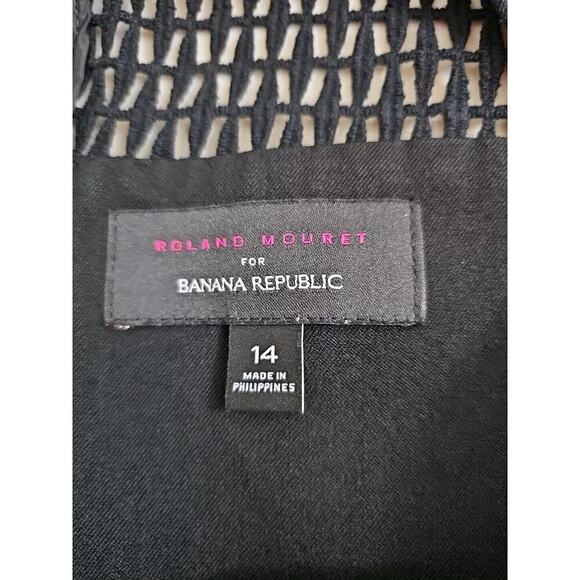 ROLAND MOURET
FOR
BANANA REPUBLIC
14
MADE IN
PHILIPPINES